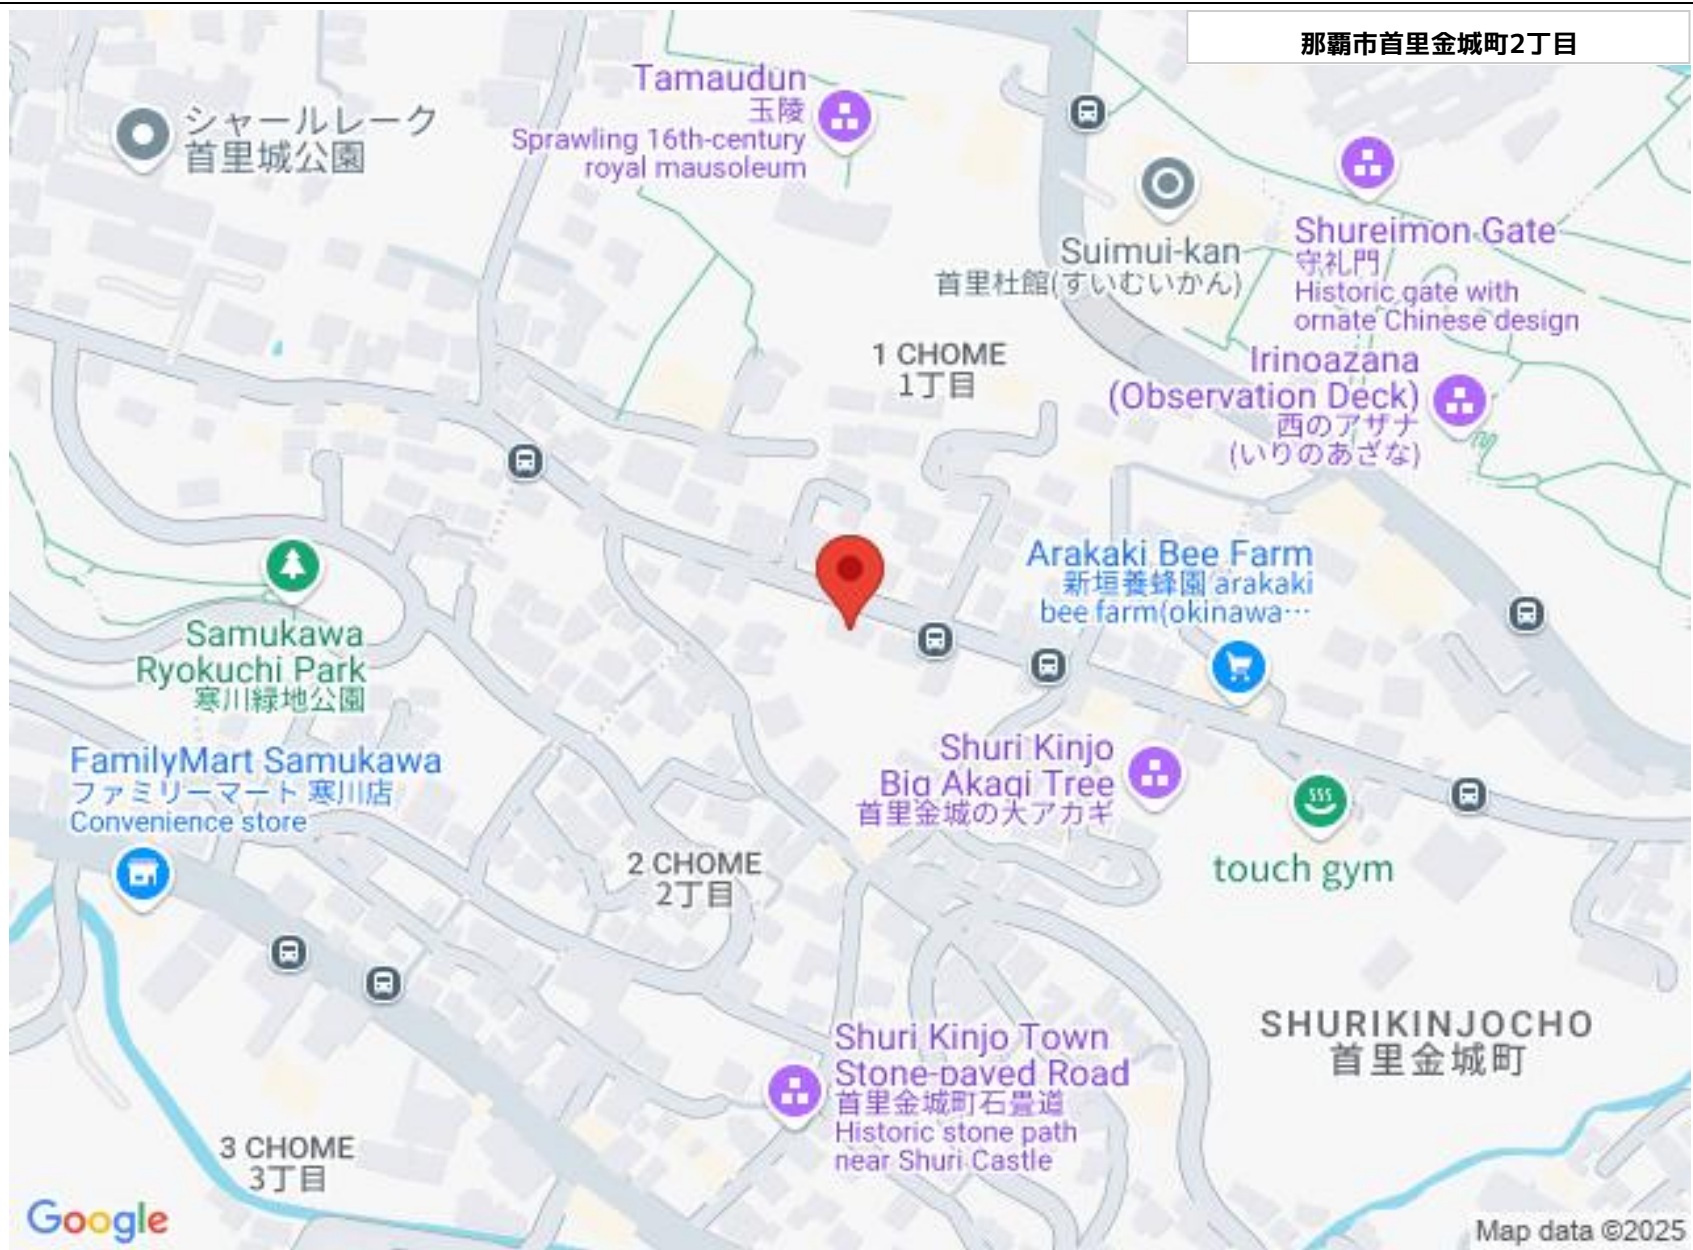 那覇市首里金城町2丁目
Tamaudun
玉陵
Sprawling 16th-century
royal mausoleum
シャールレーク
首里城公園
Suimui-kan
首里杜館(すいむいかん)
Shureimon Gate
守礼門
Historic gate with
ornate Chinese design
1 CHOME
1丁目
Irinoazana
(Observation Deck)
西のアザナ
(いりのあざな)
Arakaki Bee Farm
新垣養蜂園 arakaki
bee farm(okinawa…
Samukawa
Ryokuchi Park
寒川緑地公園
FamilyMart Samukawa
ファミリーマート 寒川店
Convenience store
Shuri Kinjo
Big Akagi Tree
首里金城の大アカギ
touch gym
2 CHOME
2丁目
SHURIKINJOCHO
首里金城町
Shuri Kinjo Town
Stone-paved Road
首里金城町石畳道
Historic stone path
near Shuri Castle
3 CHOME
3丁目
Google
Map data ©2025